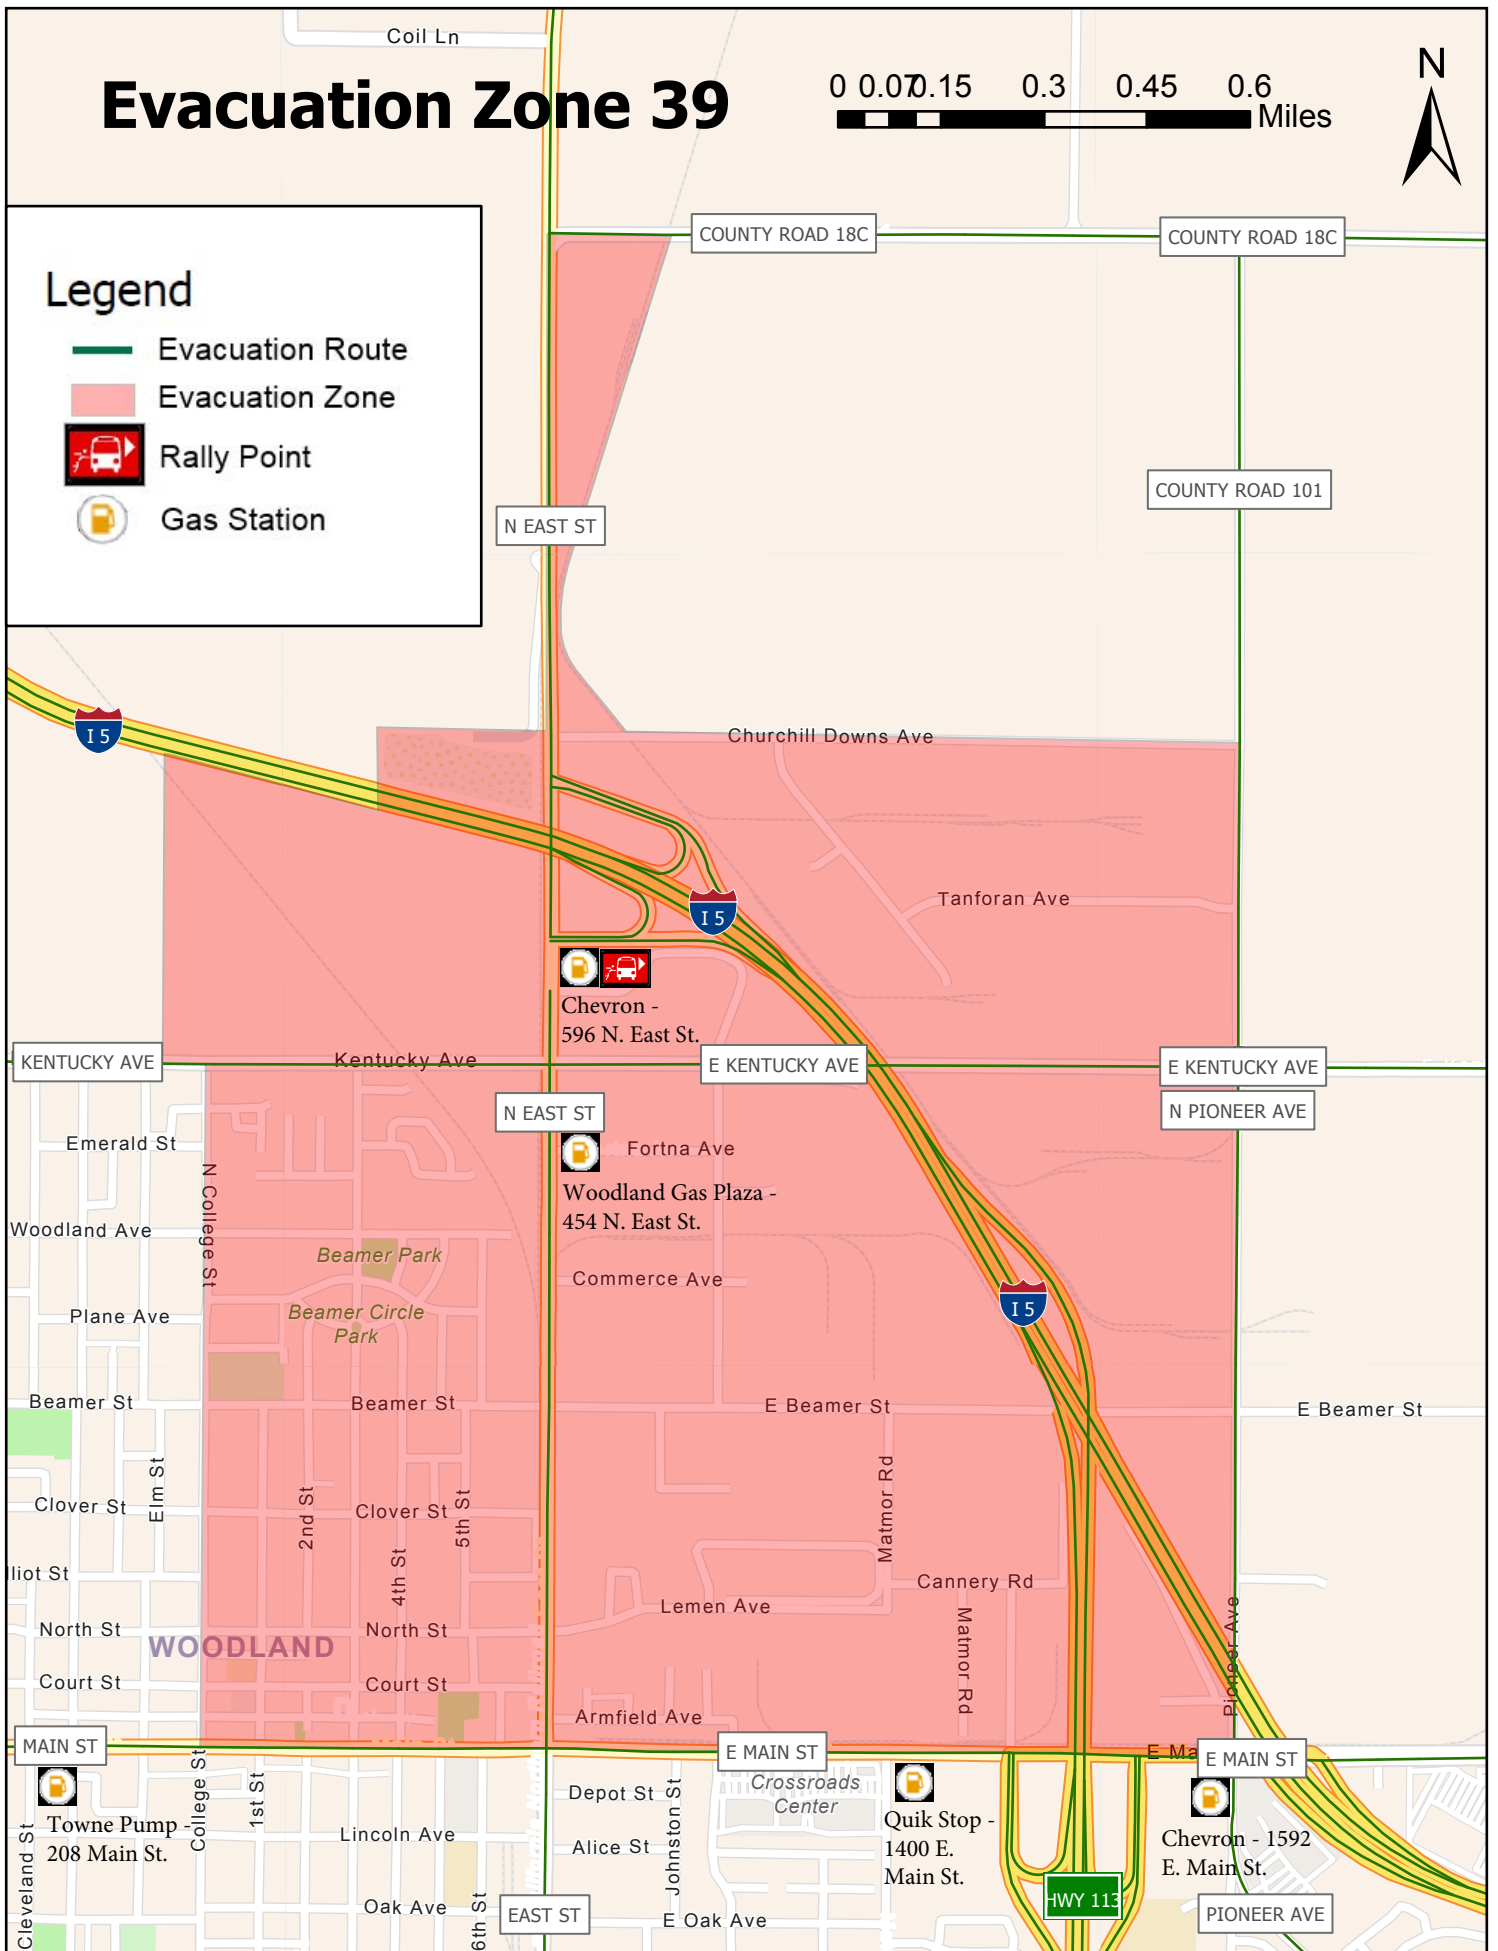 Coil Ln
Evacuation Zone 39
0 0.07 0.15 0.3 0.45 0.6
Miles
N
COUNTY ROAD 18C
COUNTY ROAD 18C
Legend
Evacuation Route
Evacuation Zone
Rally Point
Gas Station
COUNTY ROAD 101
N EAST ST
I 5
Churchill Downs Ave
Tanforan Ave
I 5
Chevron -
596 N. East St.
KENTUCKY AVE
Kentucky Ave
E KENTUCKY AVE
E KENTUCKY AVE
N EAST ST
N PIONEER AVE
Emerald St
Fortna Ave
N College St
Woodland Gas Plaza -
454 N. East St.
Woodland Ave
Beamer Park
Commerce Ave
Beamer Circle
Park
Plane Ave
I 5
Beamer St
Beamer St
E Beamer St
E Beamer St
Elm St
Clover St
2nd St
Clover St
5th St
Matmor Rd
lliot St
4th St
Cannery Rd
Lemen Ave
North St
WOODLAND
North St
Matmor Rd
Pioneer Ave
Court St
Court St
Armfield Ave
MAIN ST
E MAIN ST
E Ma
E MAIN ST
College St
1st St
Depot St
Johnston St
Crossroads
Center
Towne Pump -
208 Main St.
Cleveland St
Lincoln Ave
Alice St
Quik Stop -
1400 E.
Main St.
Chevron - 1592
E. Main St.
HWY 113
Oak Ave
6th St
EAST ST
E Oak Ave
PIONEER AVE